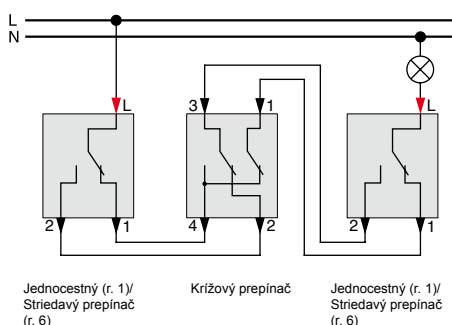 L
N
L 3 1 L
2 1 4 2 2 1
Jednocestný (r. 1)/
Striedavý prepínač
(r. 6)
Krížový prepínač
Jednocestný (r. 1)/
Striedavý prepínač
(r. 6)